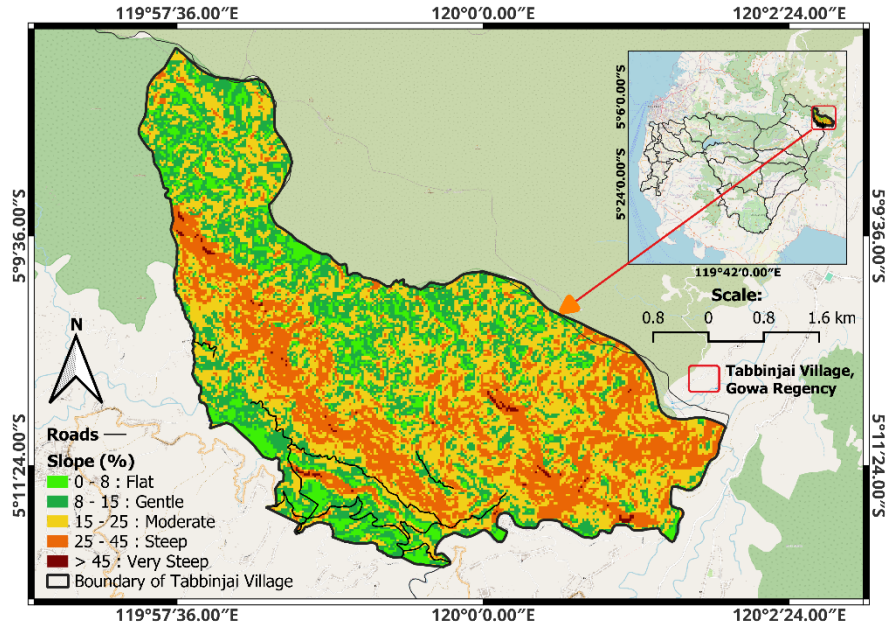 119°57′36.00″E 120°0′0.00″E 120°2′24.00″E
5°6′0.00″S
5°24′0.00″S
119°42′0.00″E
5°9′36.00″S
5°9′36.00″S
Scale:
0.8 0 0.8 1.6 km
N
Tabbinjai Village,
Gowa Regency
Roads
Slope (%)
0 - 8 : Flat
8 - 15 : Gentle
15 - 25 : Moderate
25 - 45 : Steep
> 45 : Very Steep
Boundary of Tabbinjai Village
5°11′24.00″S
5°11′24.00″S
119°57′36.00″E 120°0′0.00″E 120°2′24.00″E